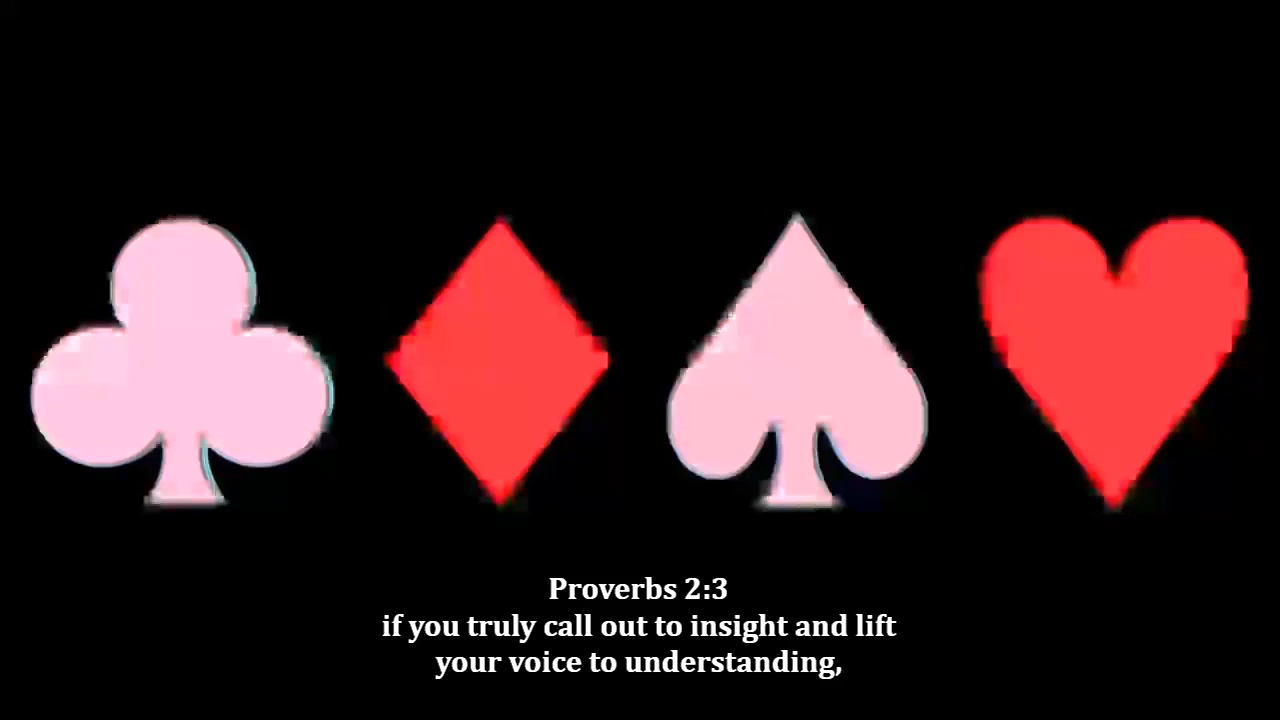 Proverbs 2:3
if you truly call out to insight and lift
your voice to understanding,